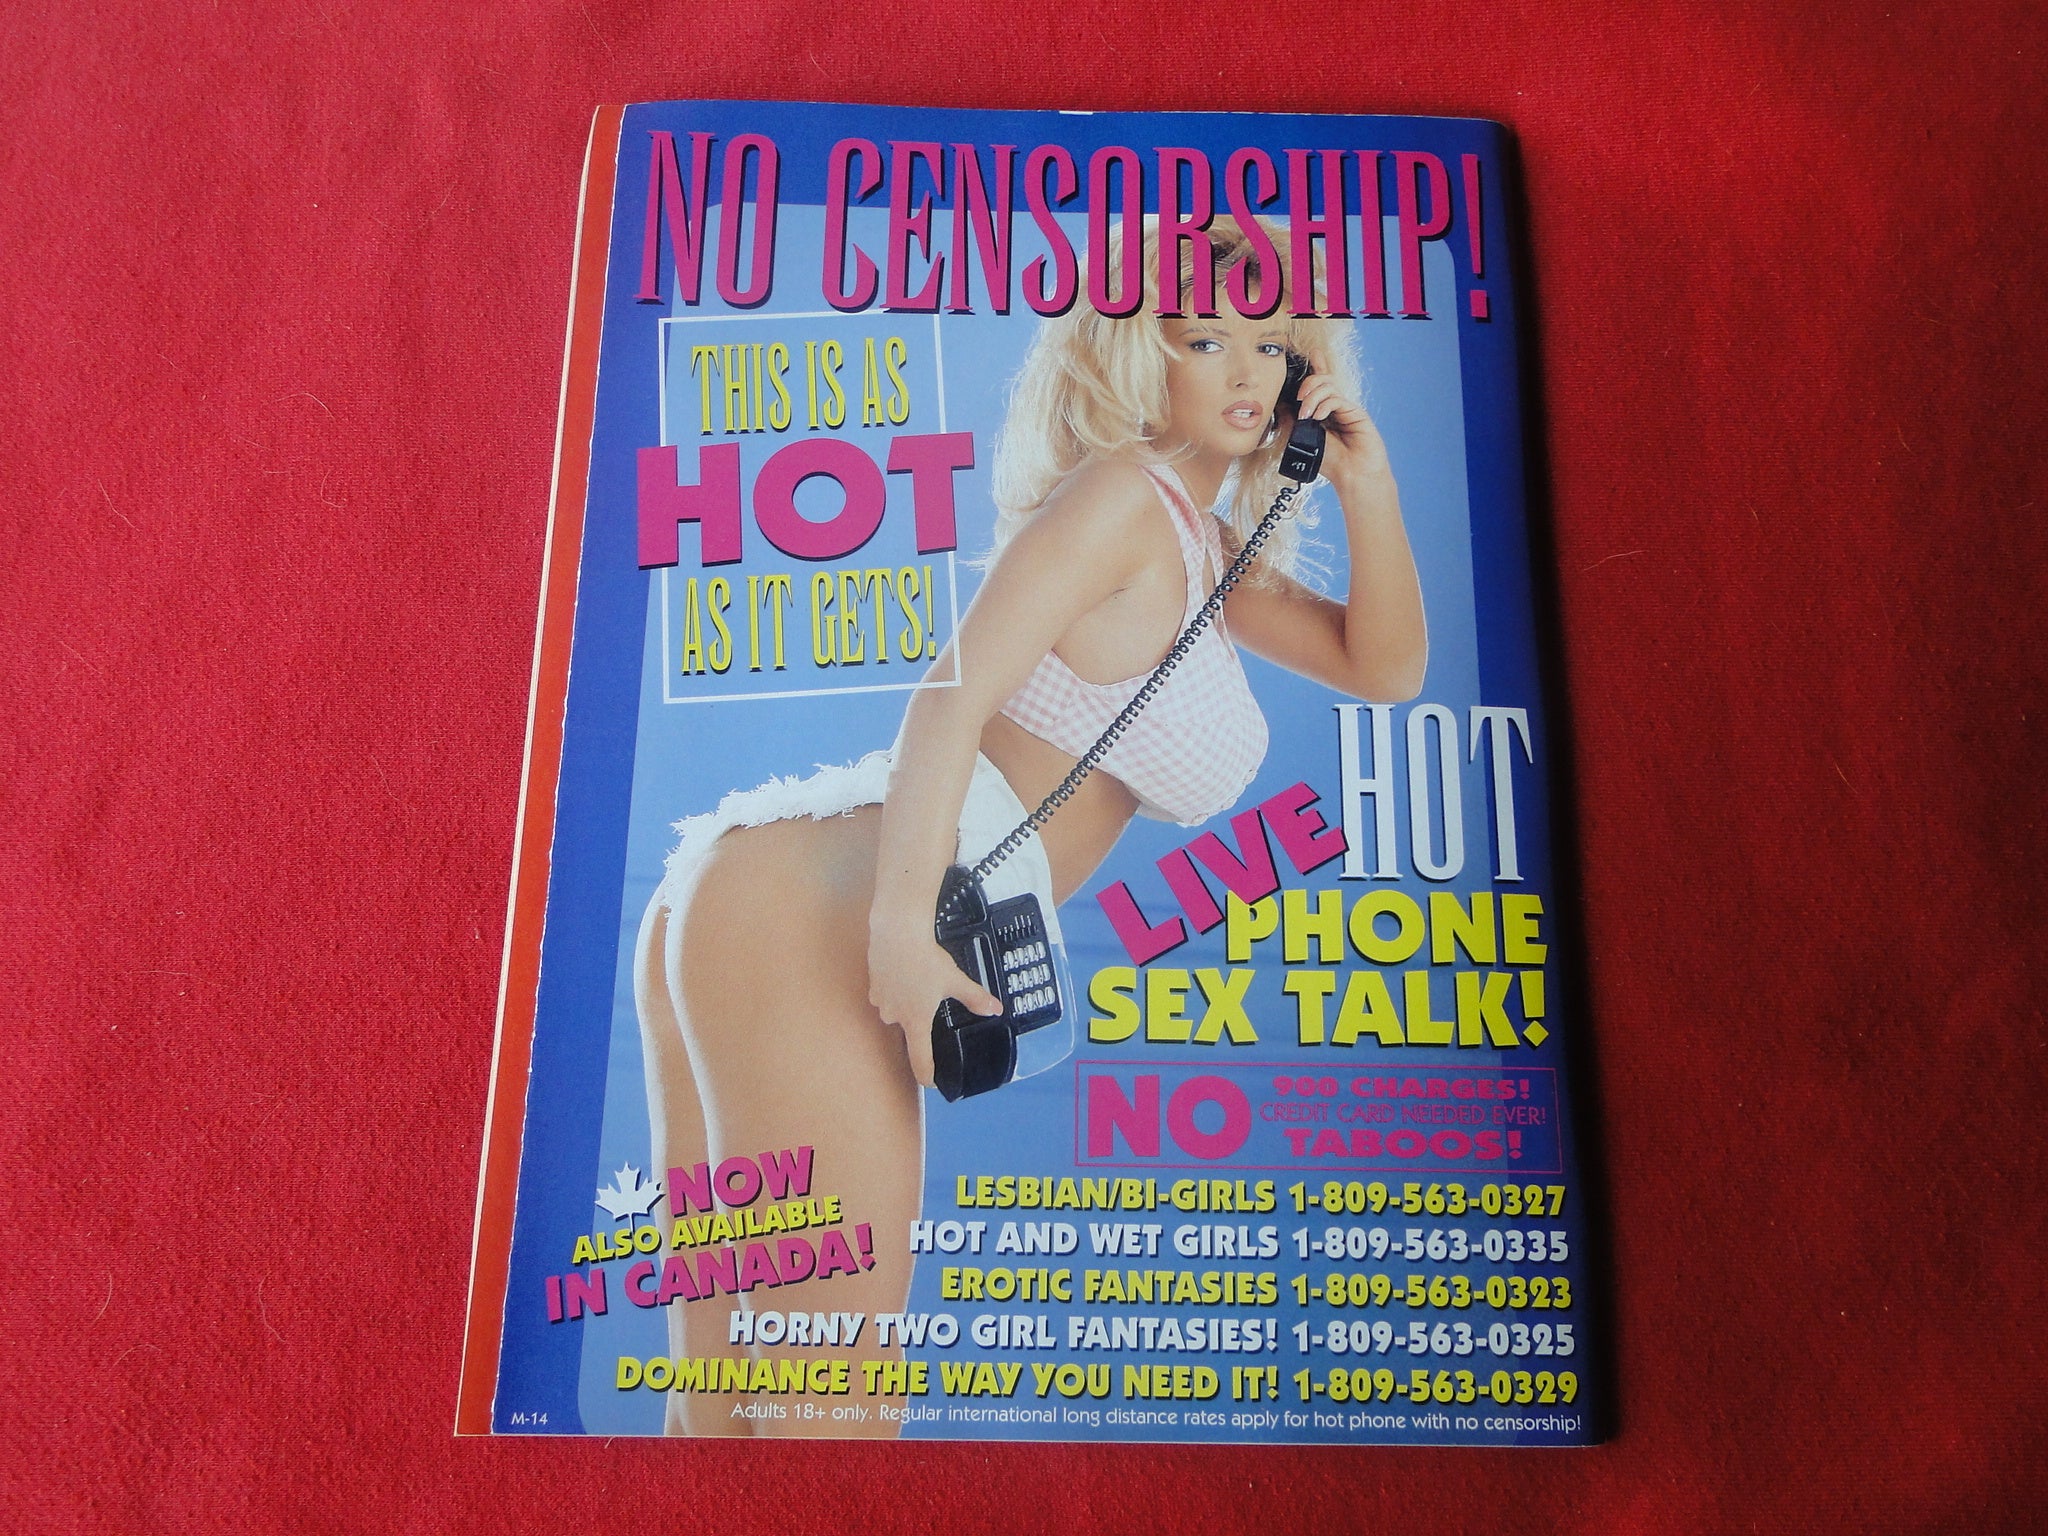 NO CENSORSHIP!
THIS IS AS
HOT
AS IT GETS!
LIVE HOT
PHONE
SEX TALK!
NO 900 CHARGES!
CREDIT CARD NEEDED EVER!
TABOOS!
NOW
ALSO AVAILABLE
IN CANADA!
LESBIAN/BI-GIRLS 1-809-563-0327
HOT AND WET GIRLS 1-809-563-0335
EROTIC FANTASIES 1-809-563-0323
HORNY TWO GIRL FANTASIES! 1-809-563-0325
DOMINANCE THE WAY YOU NEED IT! 1-809-563-0329
M-14
Adults 18+ only. Regular international long distance rates apply for hot phone with no censorship!